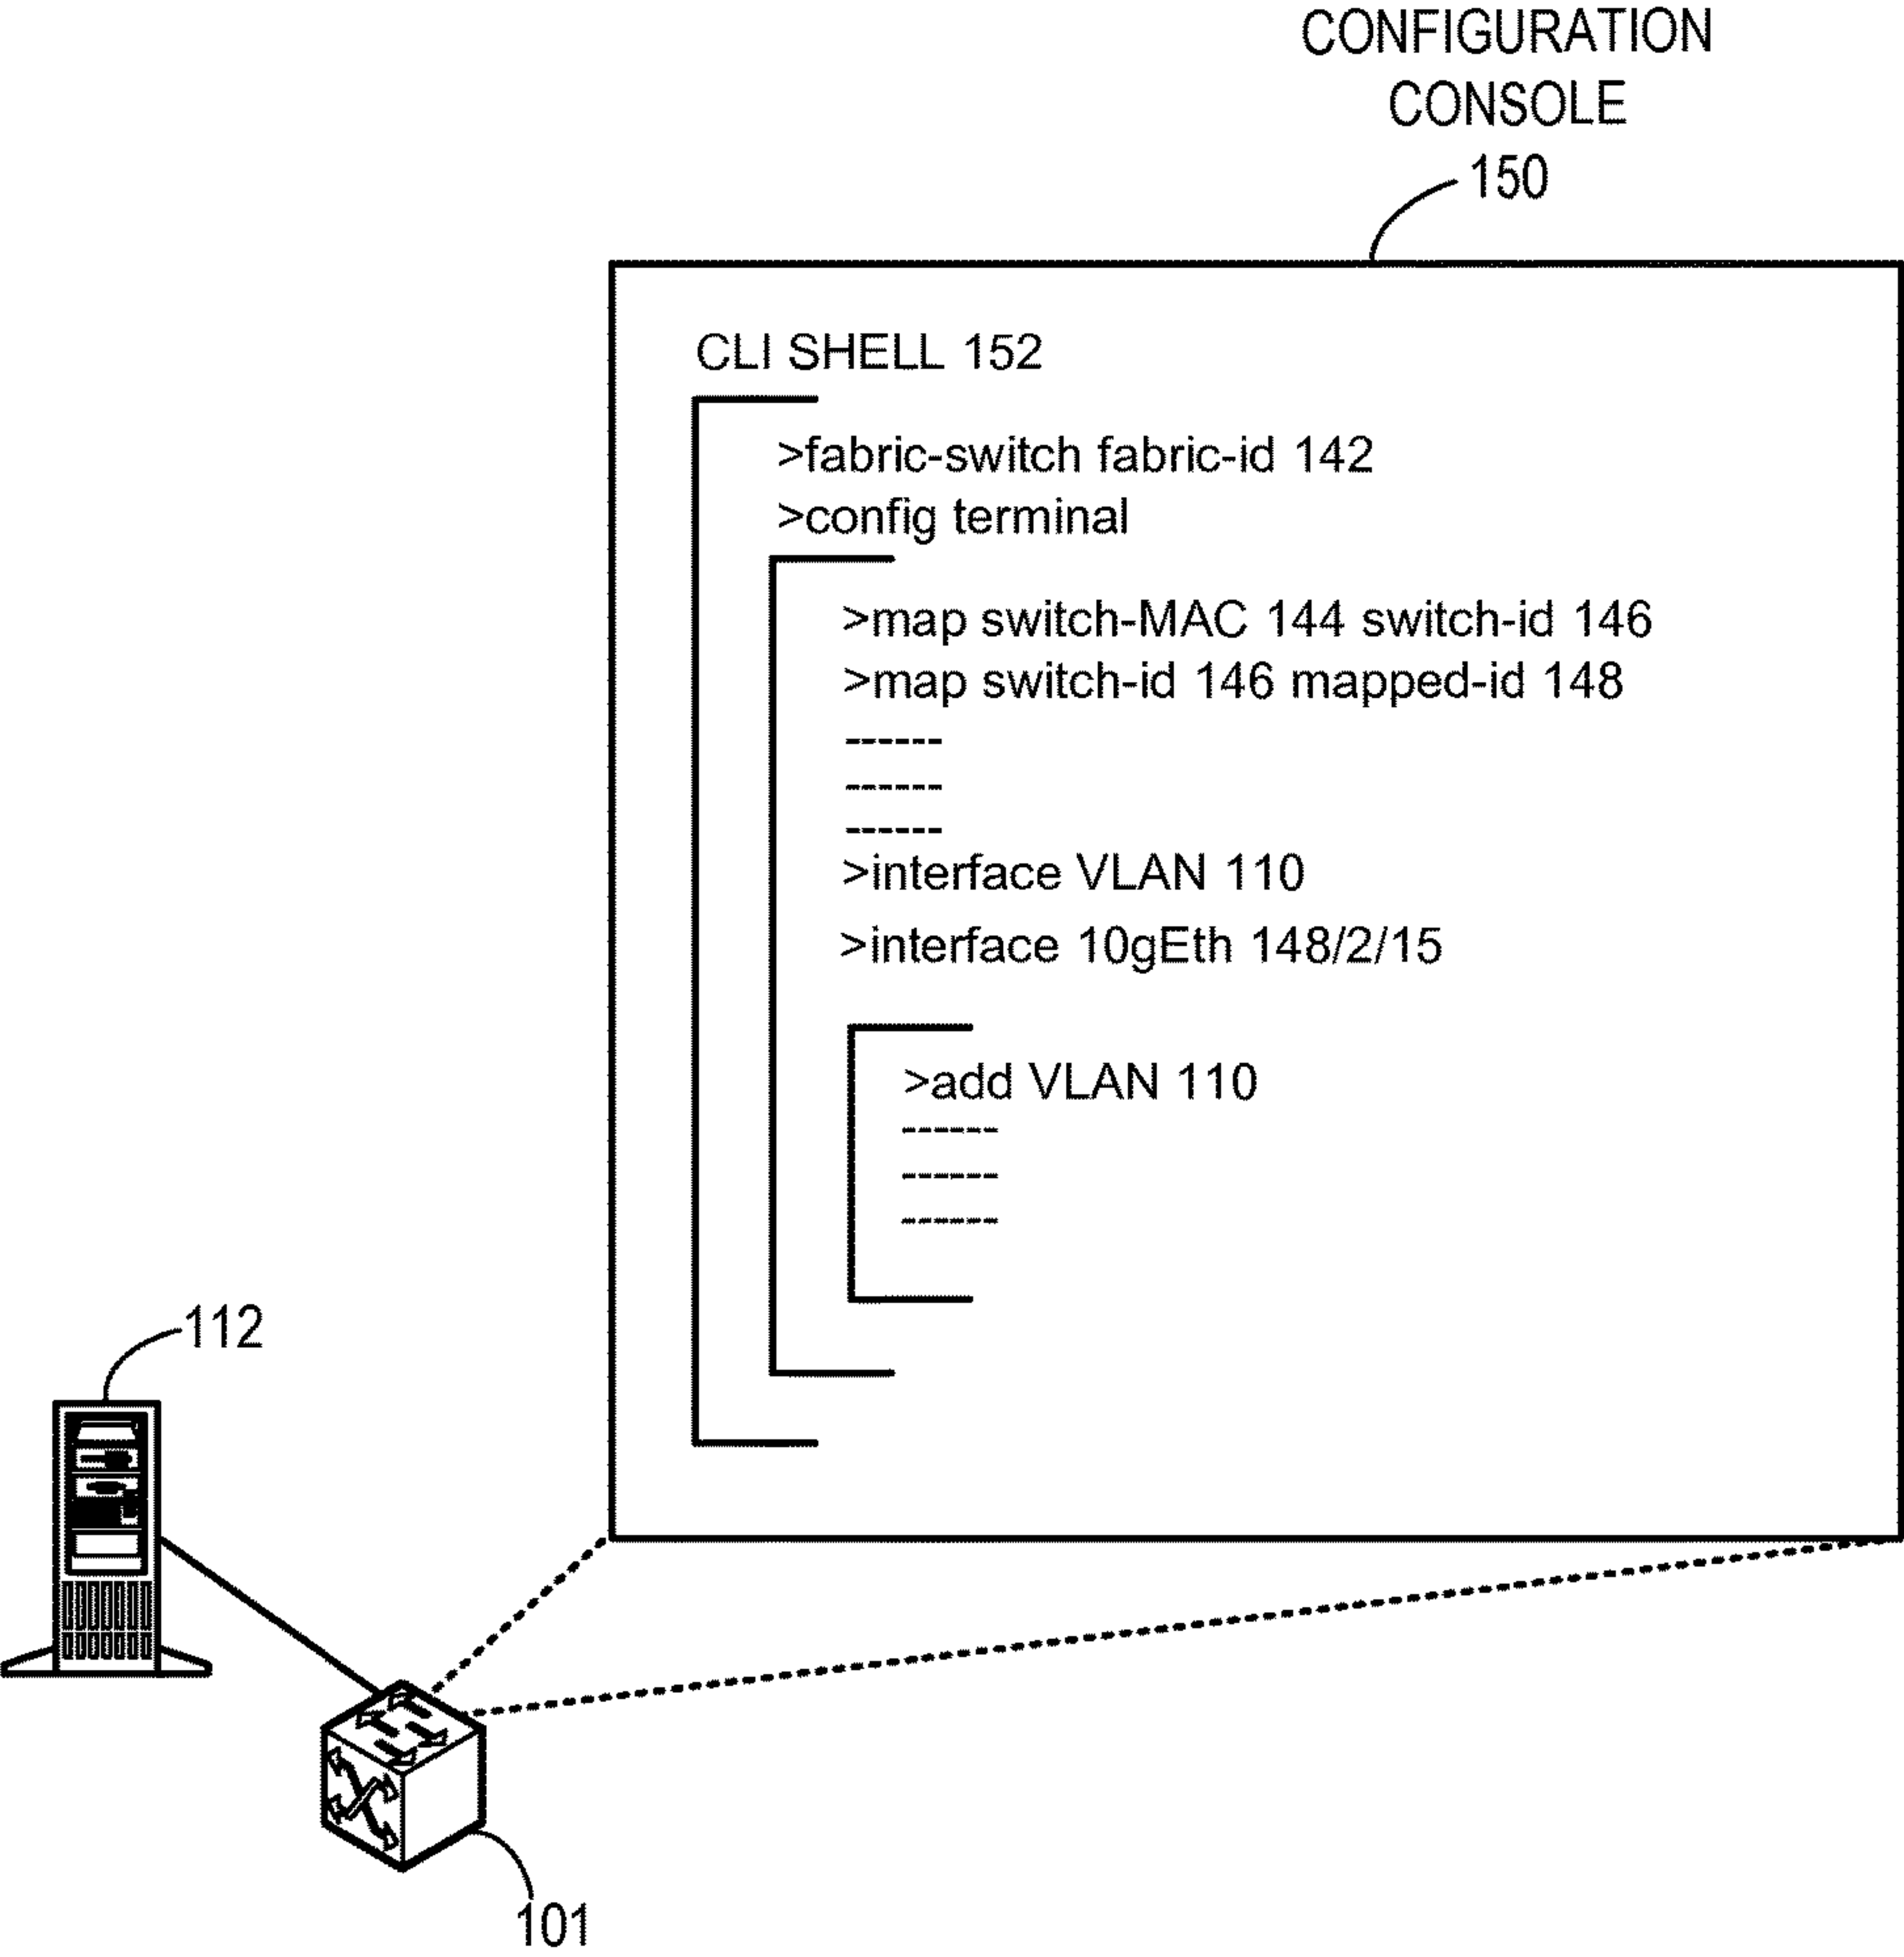 CONFIGURATION
CONSOLE
150
CLI SHELL 152
>fabric-switch fabric-id 142
>config terminal
>map switch-MAC 144 switch-id 146
>map switch-id 146 mapped-id 148
------
------
------
>interface VLAN 110
>interface 10gEth 148/2/15
>add VLAN 110
------
------
------
112
101